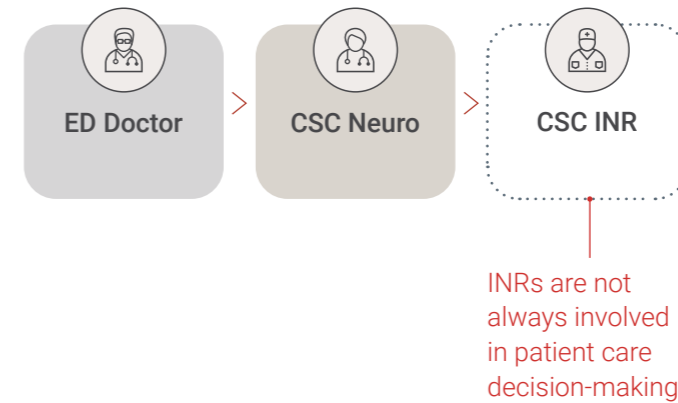 ED Doctor
CSC Neuro
CSC INR
INRs are not
always involved
in patient care
decision-making